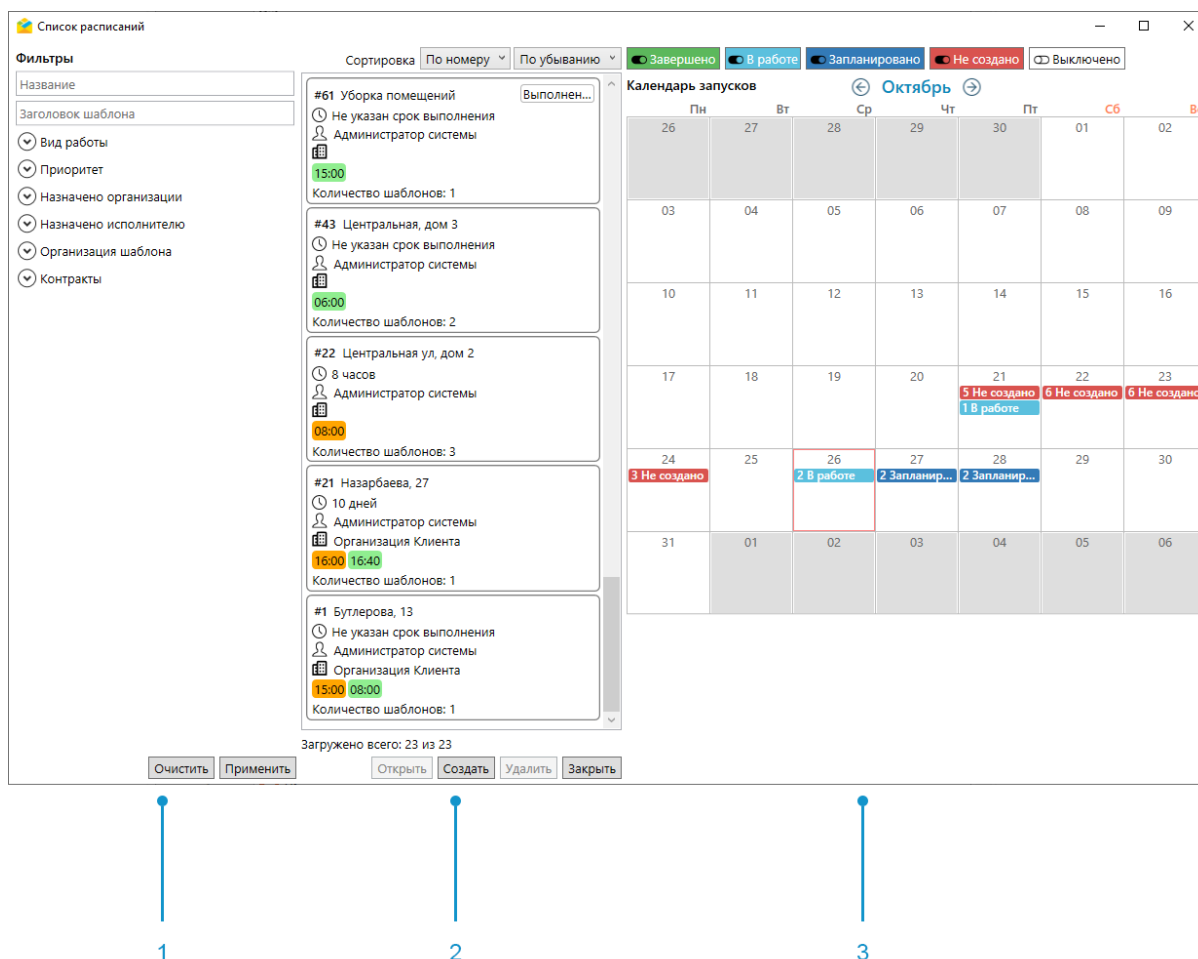 Список расписаний
Фильтры
Название
Заголовок шаблона
Вид работы
Приоритет
Назначено организации
Назначено исполнителю
Организация шаблона
Контракты
Очистить Применить
Сортировка По номеру По убыванию
#61 Уборка помещений Выполнен...
Не указан срок выполнения
Администратор системы
15:00
Количество шаблонов: 1
#43 Центральная, дом 3
Не указан срок выполнения
Администратор системы
06:00
Количество шаблонов: 2
#22 Центральная ул, дом 2
8 часов
Администратор системы
08:00
Количество шаблонов: 3
#21 Назарбаева, 27
10 дней
Администратор системы
Организация Клиента
16:00 16:40
Количество шаблонов: 1
#1 Бутлерова, 13
Не указан срок выполнения
Администратор системы
Организация Клиента
15:00 08:00
Количество шаблонов: 1
Загружено всего: 23 из 23
Открыть Создать Удалить Закрыть
Завершено В работе Запланировано Не создано Выключено
Календарь запусков Октябрь
Пн Вт Ср Чт Пт Сб
26 27 28 29 30 01 02
03 04 05 06 07 08 09
10 11 12 13 14 15 16
17 18 19 20 21 22 23
5 Не создано 6 Не создано 6 Не создано
1 В работе
24 25 26 27 28 29 30
3 Не создано 2 В работе 2 Запланир... 2 Запланир...
31 01 02 03 04 05 06
1 2 3